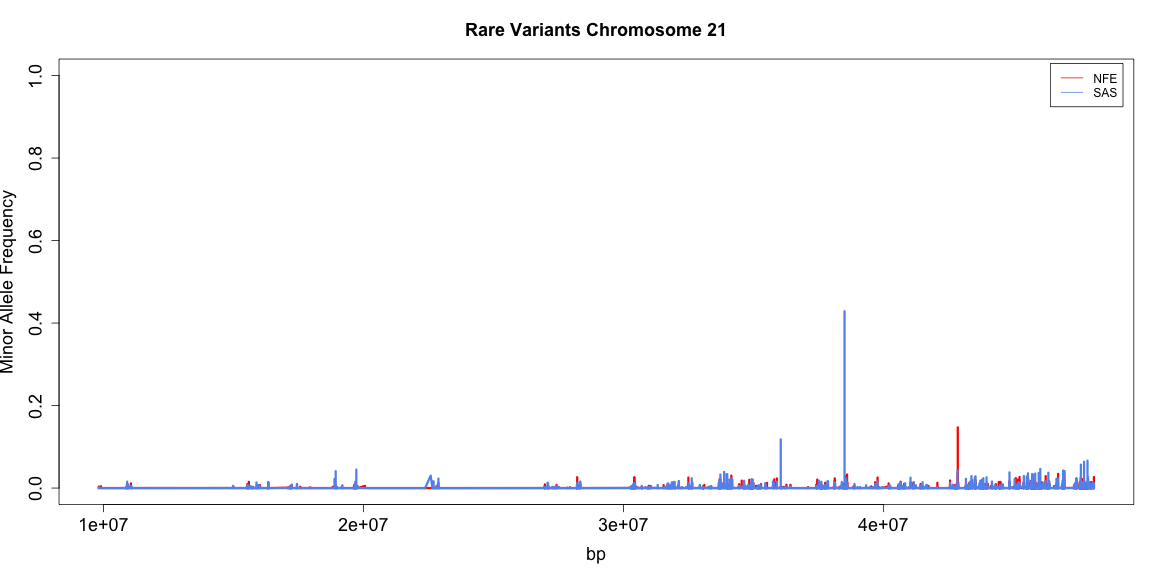 Rare Variants Chromosome 21
NFE
SAS
Minor Allele Frequency
1.0
0.8
0.6
0.4
0.2
0.0
1e+07 2e+07 3e+07 4e+07
bp